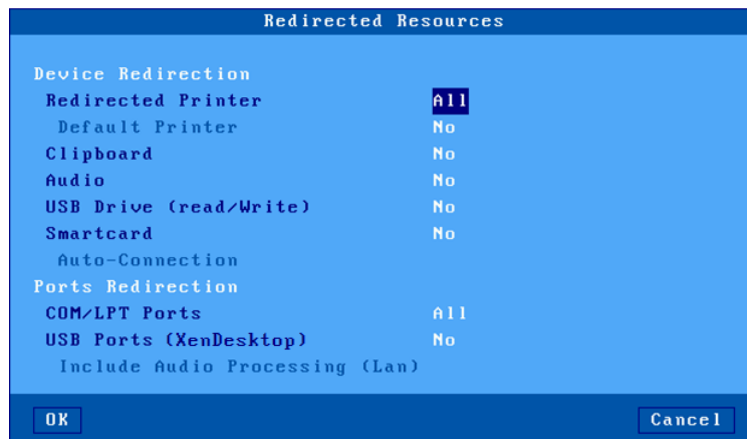 Redirected Resources
Device Redirection
Redirected Printer All
Default Printer No
Clipboard No
Audio No
USB Drive (read/Write) No
Smartcard No
Auto-Connection
Ports Redirection
COM/LPT Ports All
USB Ports (XenDesktop) No
Include Audio Processing (Lan)
OK Cancel